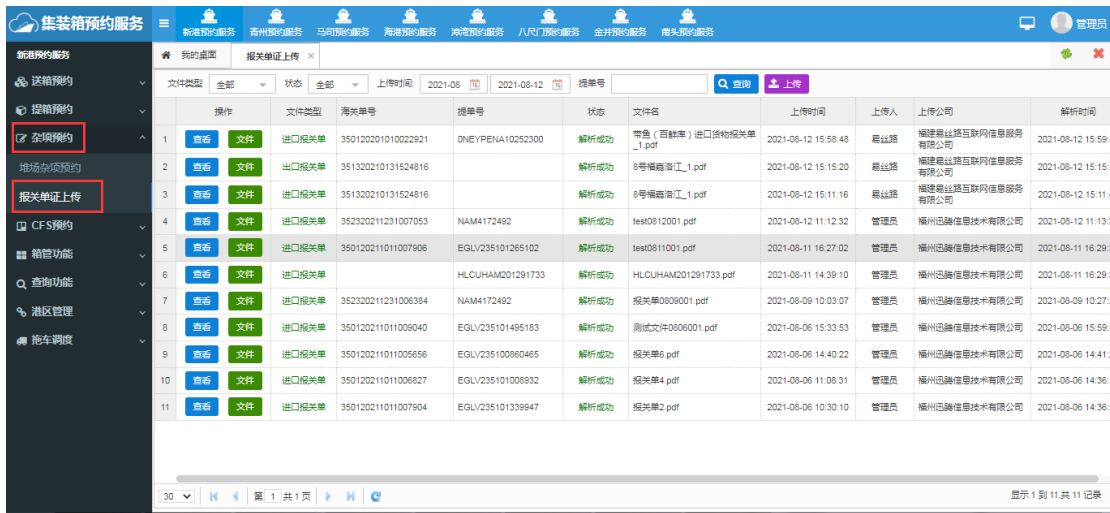 集装箱预约服务
新港预约服务 青州预约服务 马司预约服务 海港预约服务 冲湾预约服务 八尺门预约服务 金井预约服务 南头预约服务
管理员
新港预约服务
送箱预约
提箱预约
杂项预约
堆场杂项预约
报关单证上传
CFS预约
箱管功能
查询功能
港区管理
拖车调度
我的桌面 报关单证上传 ×
文件类型 全部 状态 全部 上传时间: 2021-08 2021-08-12 提单号 查询 上传
操作 文件类型 海关单号 提单号 状态 文件名 上传时间 上传人 上传公司 解析时间
1 查看 文件 进口报关单 350120201010022921 0NEYPENA10252300 解析成功 带鱼（百鲜库）进口货物报关单_1.pdf 2021-08-12 15:58:48 易丝路 福建易丝路互联网信息服务有限公司 2021-08-12 15:59:
2 查看 文件 出口报关单 351320210131524816 解析成功 8号福嘉洛江_1.pdf 2021-08-12 15:15:20 易丝路 福建易丝路互联网信息服务有限公司 2021-08-12 15:15:
3 查看 文件 进口报关单 351320210131524816 解析成功 8号福嘉洛江_1.pdf 2021-08-12 15:11:16 易丝路 福建易丝路互联网信息服务有限公司 2021-08-12 15:11:
4 查看 文件 进口报关单 352320211231007053 NAM4172492 解析成功 test0812001.pdf 2021-08-12 11:12:32 管理员 福州迅腾信息技术有限公司 2021-08-12 11:13:
5 查看 文件 进口报关单 350120211011007906 EGLV235101265102 解析成功 test0811001.pdf 2021-08-11 16:27:02 管理员 福州迅腾信息技术有限公司 2021-08-11 16:29:
6 查看 文件 进口报关单 HLCUHAM201291733 解析成功 HLCUHAM201291733.pdf 2021-08-11 14:39:10 管理员 福州迅腾信息技术有限公司 2021-08-11 16:29:
7 查看 文件 进口报关单 352320211231006384 NAM4172492 解析成功 报关单0809001.pdf 2021-08-09 10:03:07 管理员 福州迅腾信息技术有限公司 2021-08-09 10:27:
8 查看 文件 进口报关单 350120211011009040 EGLV235101495183 解析成功 测试文件0806001.pdf 2021-08-06 15:33:53 管理员 福州迅腾信息技术有限公司 2021-08-06 15:59:
9 查看 文件 进口报关单 350120211011005656 EGLV235100860465 解析成功 报关单6.pdf 2021-08-06 14:40:22 管理员 福州迅腾信息技术有限公司 2021-08-06 14:41:
10 查看 文件 进口报关单 350120211011006827 EGLV235101008932 解析成功 报关单4.pdf 2021-08-06 11:08:31 管理员 福州迅腾信息技术有限公司 2021-08-06 14:36:
11 查看 文件 进口报关单 350120211011007904 EGLV235101339947 解析成功 报关单2.pdf 2021-08-06 10:30:10 管理员 福州迅腾信息技术有限公司 2021-08-06 14:36:
30 第 1 共1页 显示 1 到 11,共 11 记录